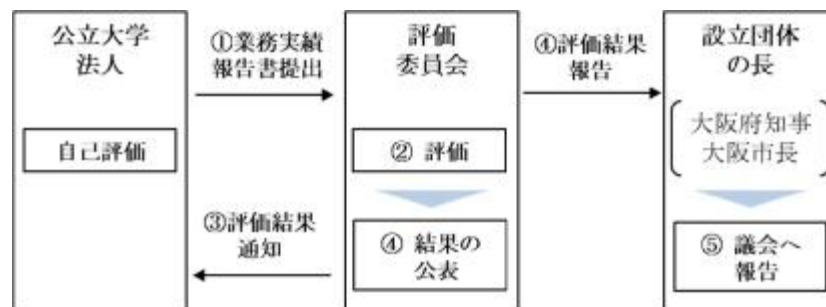 公立大学
法人
自己評価
①業務実績
報告書提出
③評価結果
通知
評価
委員会
② 評価
④ 結果の
公表
④評価結果
報告
設立団体
の長
大阪府知事
大阪市長
⑤ 議会へ
報告